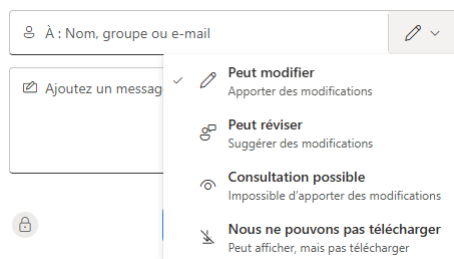 À : Nom, groupe ou e-mail
Ajoutez un messag
Peut modifier
Apporter des modifications
Peut réviser
Suggérer des modifications
Consultation possible
Impossible d'apporter des modifications
Nous ne pouvons pas télécharger
Peut afficher, mais pas télécharger